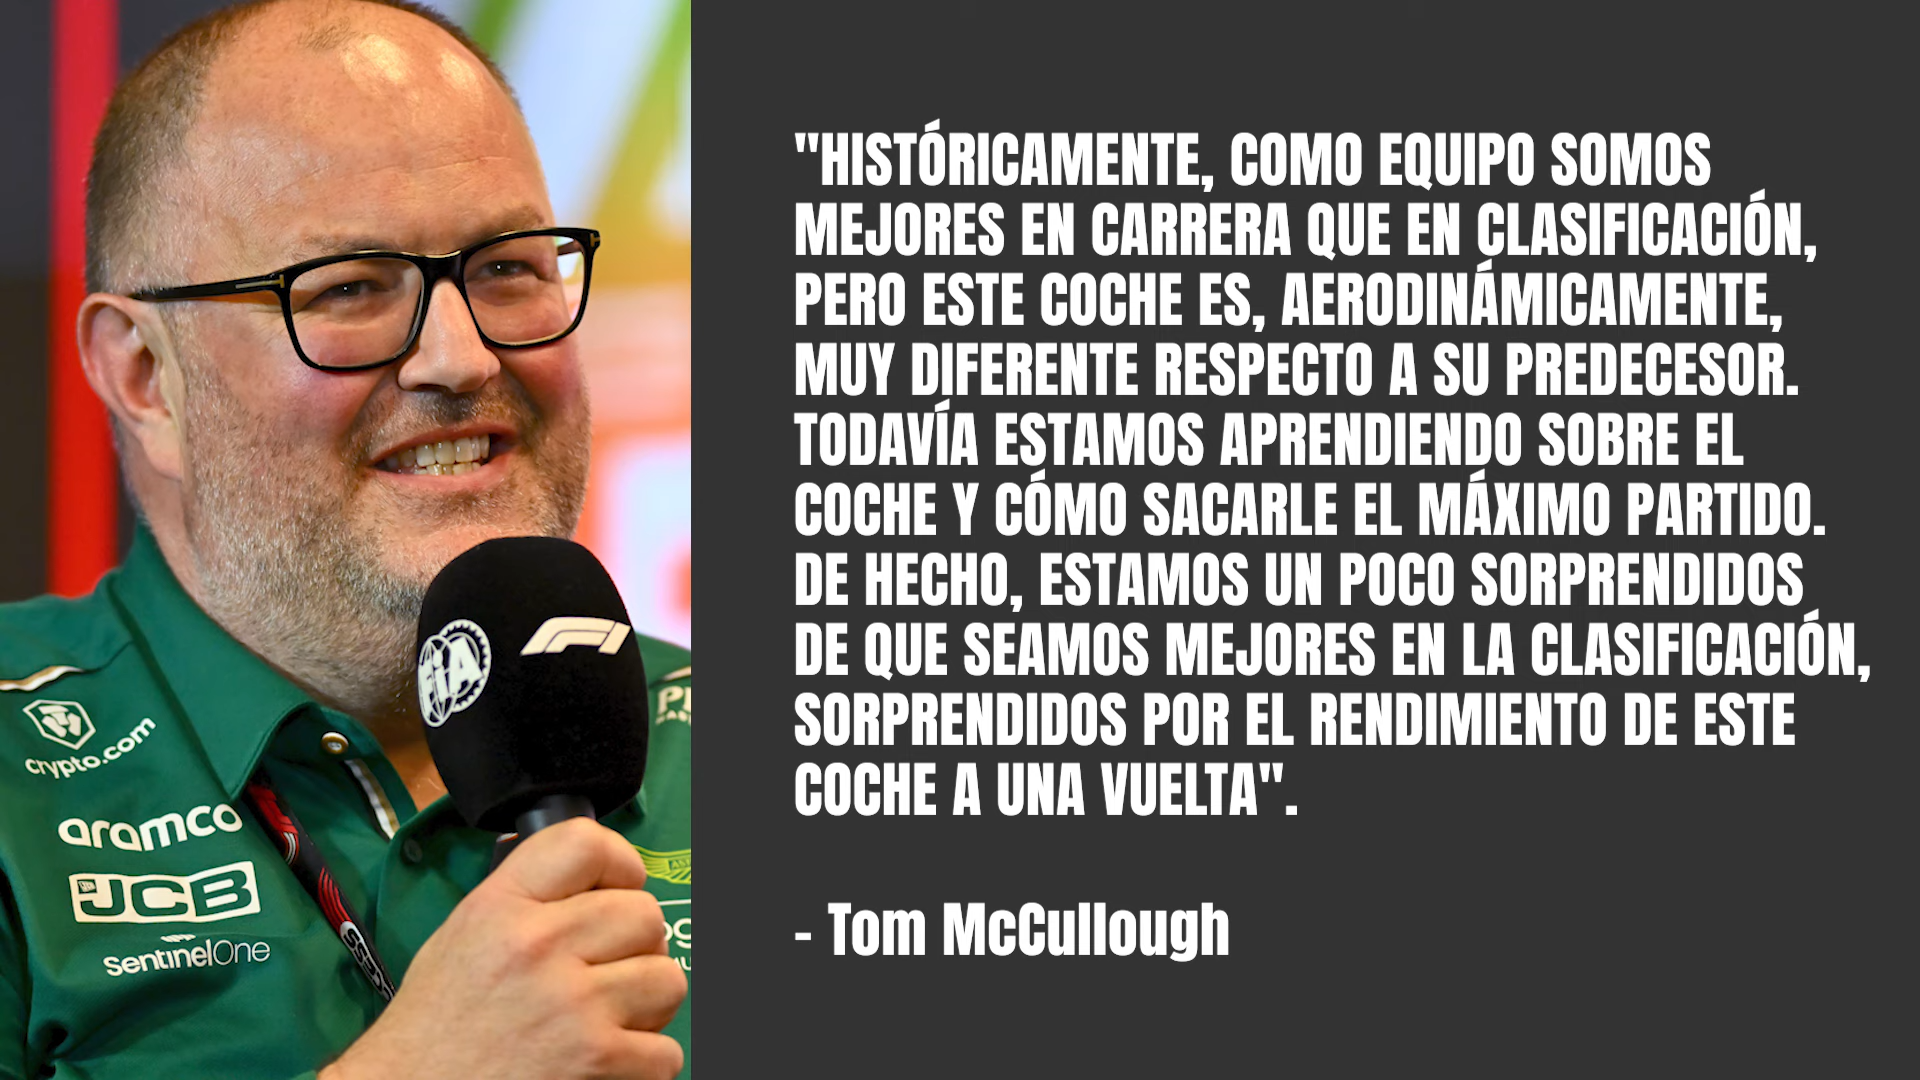 "HISTÓRICAMENTE, COMO EQUIPO SOMOS
MEJORES EN CARRERA QUE EN CLASIFICACIÓN,
PERO ESTE COCHE ES, AERODINÁMICAMENTE,
MUY DIFERENTE RESPECTO A SU PREDECESOR.
TODAVÍA ESTAMOS APRENDIENDO SOBRE EL
COCHE Y CÓMO SACARLE EL MÁXIMO PARTIDO.
DE HECHO, ESTAMOS UN POCO SORPRENDIDOS
DE QUE SEAMOS MEJORES EN LA CLASIFICACIÓN,
SORPRENDIDOS POR EL RENDIMIENTO DE ESTE
COCHE A UNA VUELTA".
- Tom McCullough
FIA
F1
crypto.com
aramco
JCB
SentinelOne